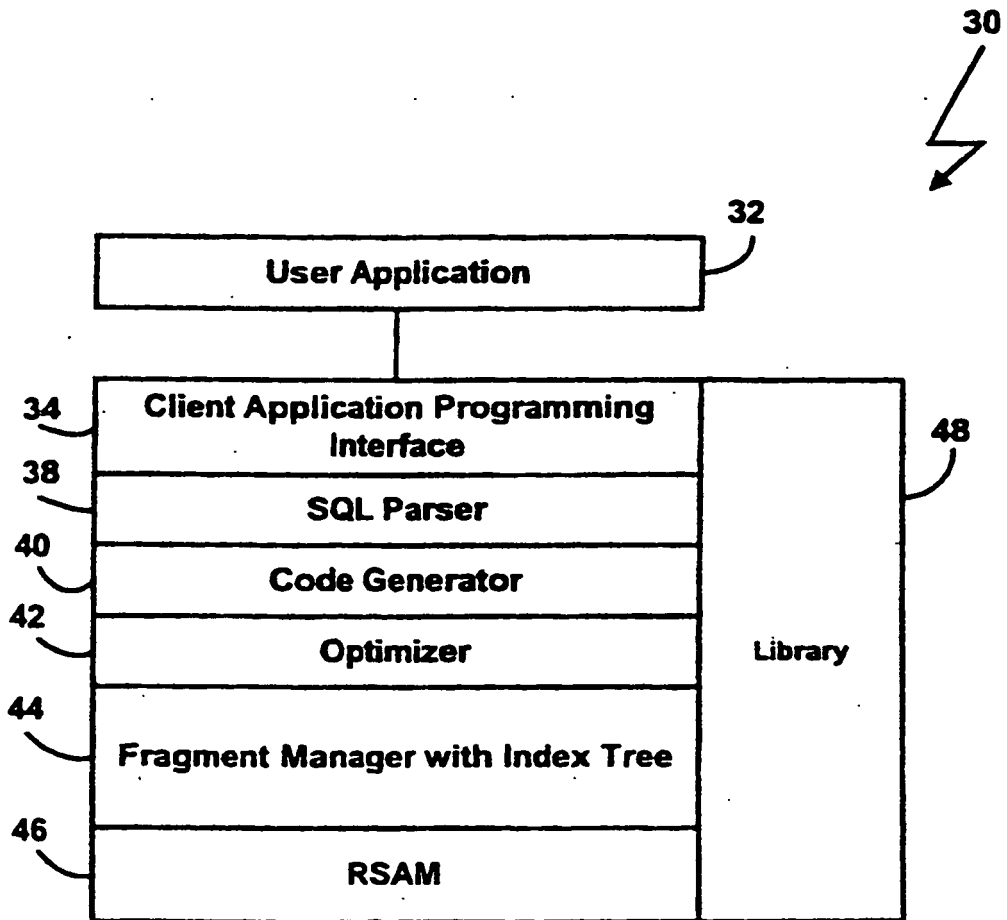 30
32
User Application
34
Client Application Programming
Interface
48
38
SQL Parser
40
Code Generator
42
Optimizer
Library
44
Fragment Manager with Index Tree
46
RSAM